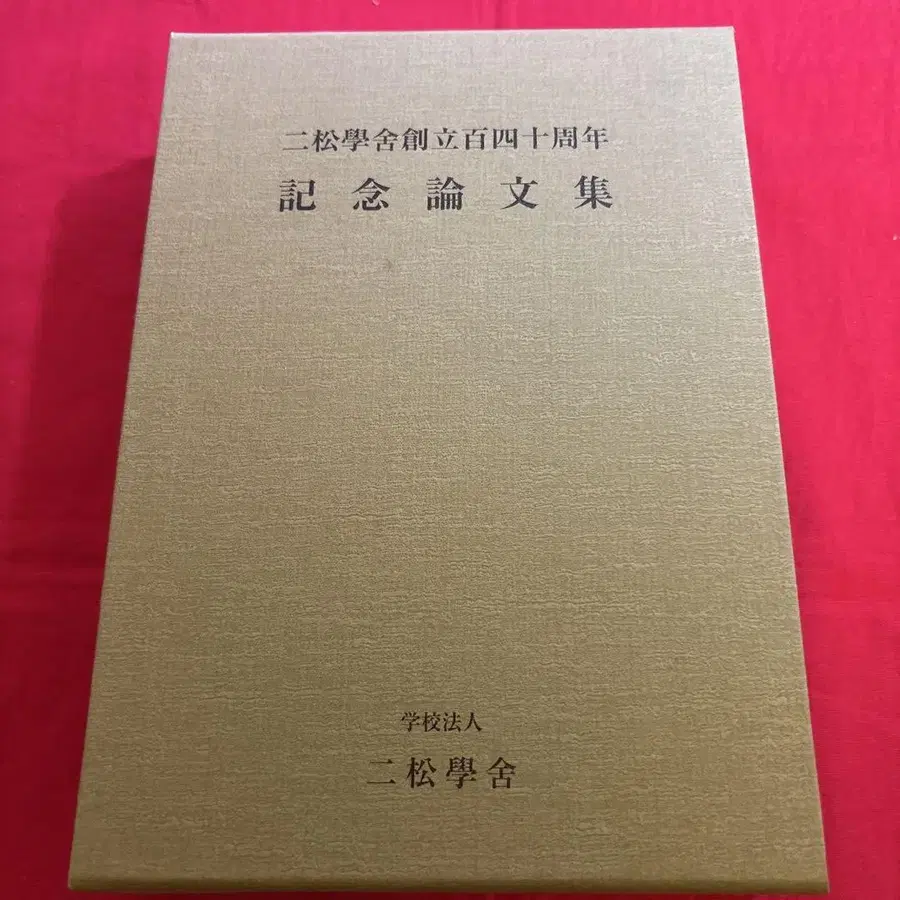 二松學舍創立百四十周年
記念論文集
学校法人
二松學舍